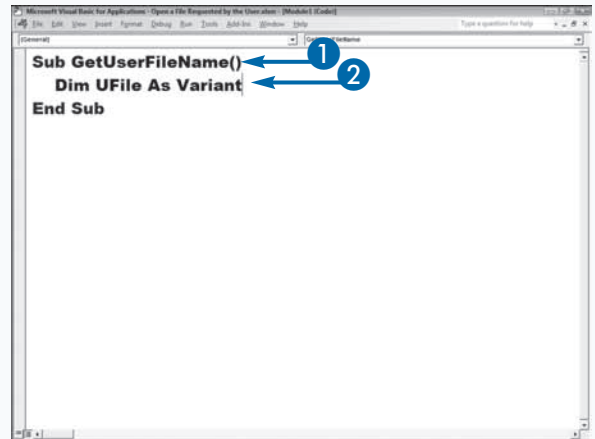 Microsoft Visual Basic for Applications - Open a File Requested by the User.xlsm - [Module1 (Code)]
File Edit View Insert Format Debug Run Tools Add-Ins Window Help Type a question for help
(General) GetUserFileName
Sub GetUserFileName() 1
Dim UFile As Variant 2
End Sub